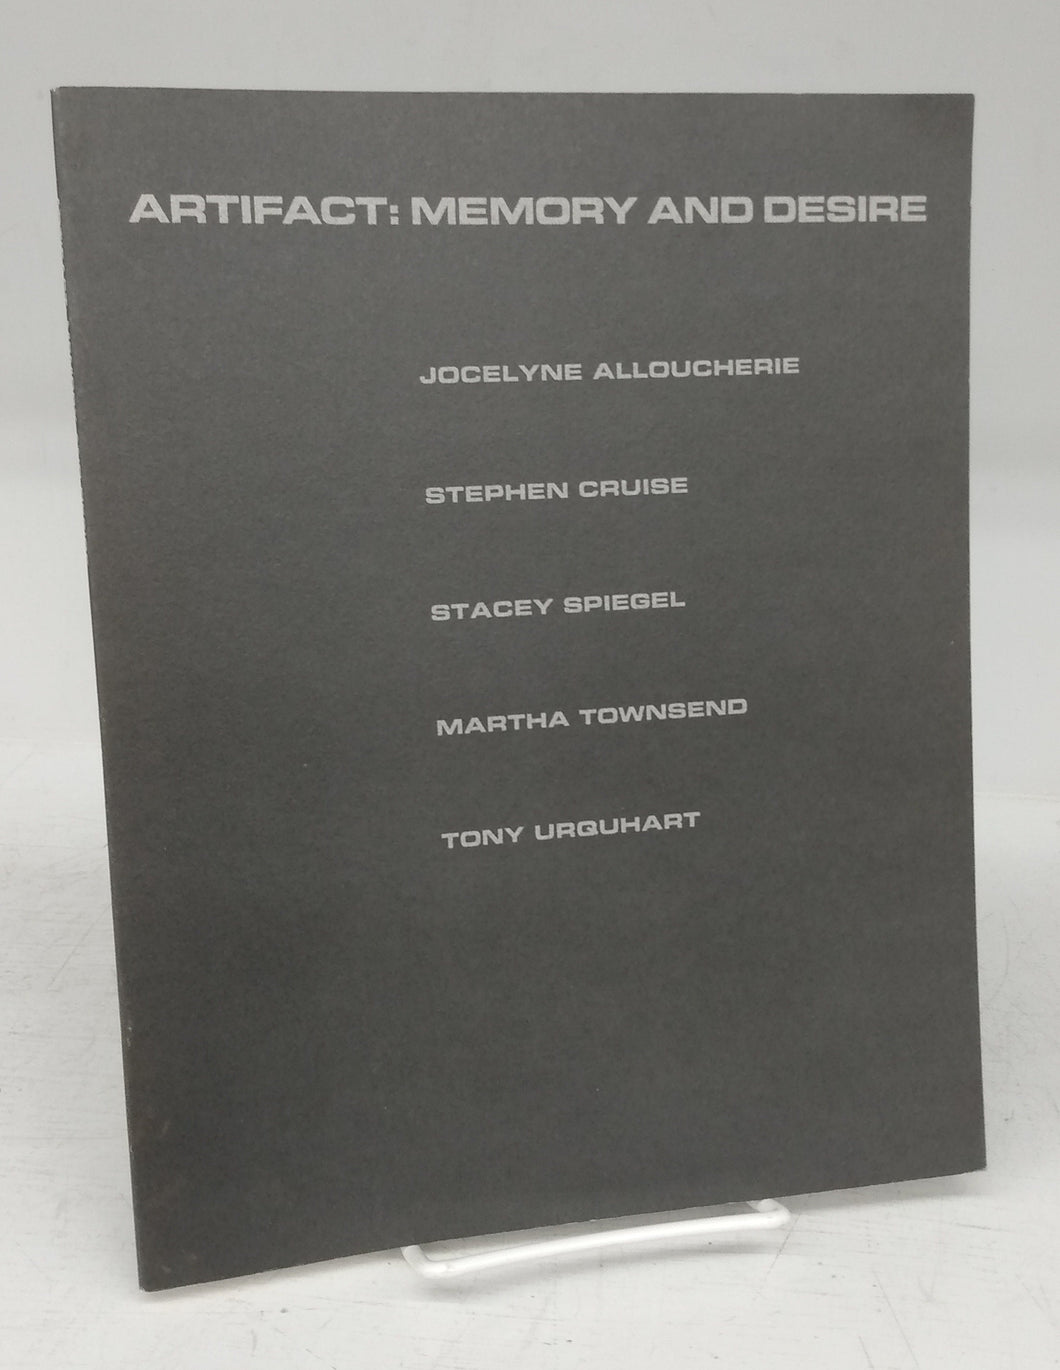 ARTIFACT: MEMORY AND DESIRE
JOCELYNE ALLOUCHERIE
STEPHEN CRUISE
STACEY SPIEGEL
MARTHA TOWNSEND
TONY URQUHART